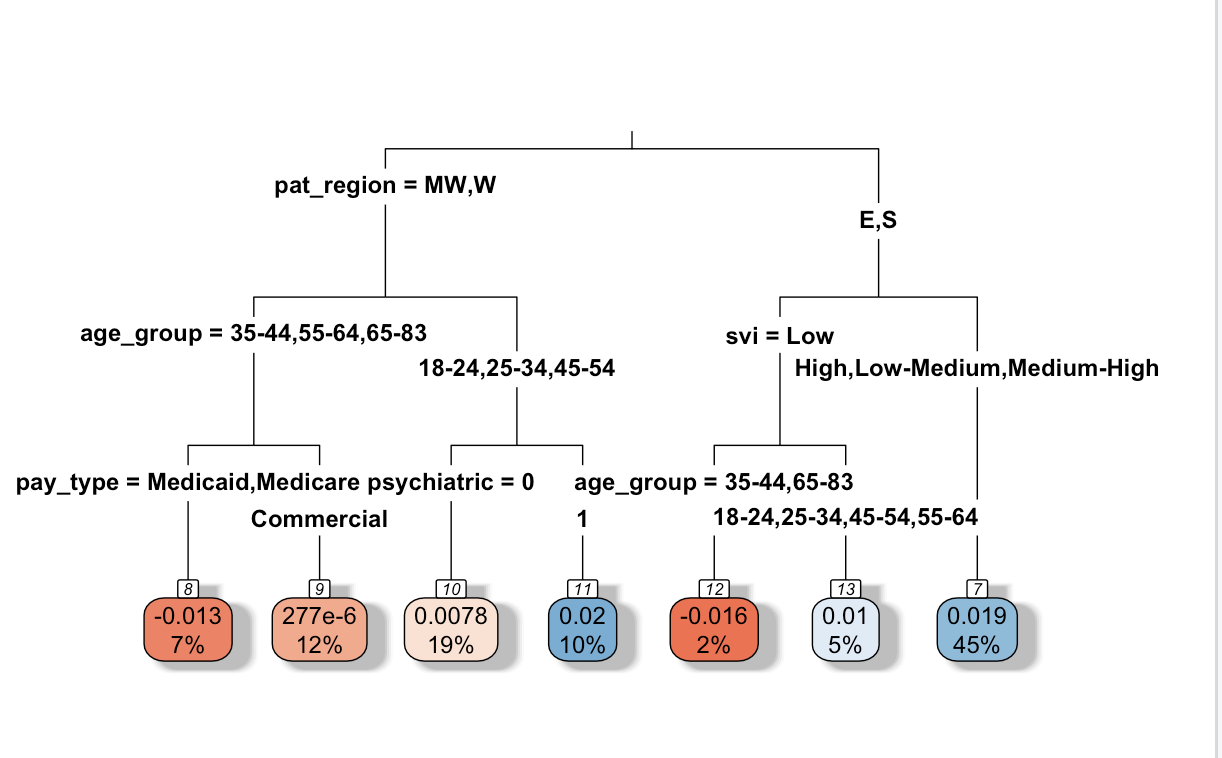 pat_region = MW,W
E,S
age_group = 35-44,55-64,65-83
svi = Low
18-24,25-34,45-54
High,Low-Medium,Medium-High
pay_type = Medicaid,Medicare
psychiatric = 0
age_group = 35-44,65-83
Commercial
1
18-24,25-34,45-54,55-64
8
9
10
11
12
13
7
-0.013
277e-6
0.0078
0.02
-0.016
0.01
0.019
7%
12%
19%
10%
2%
5%
45%